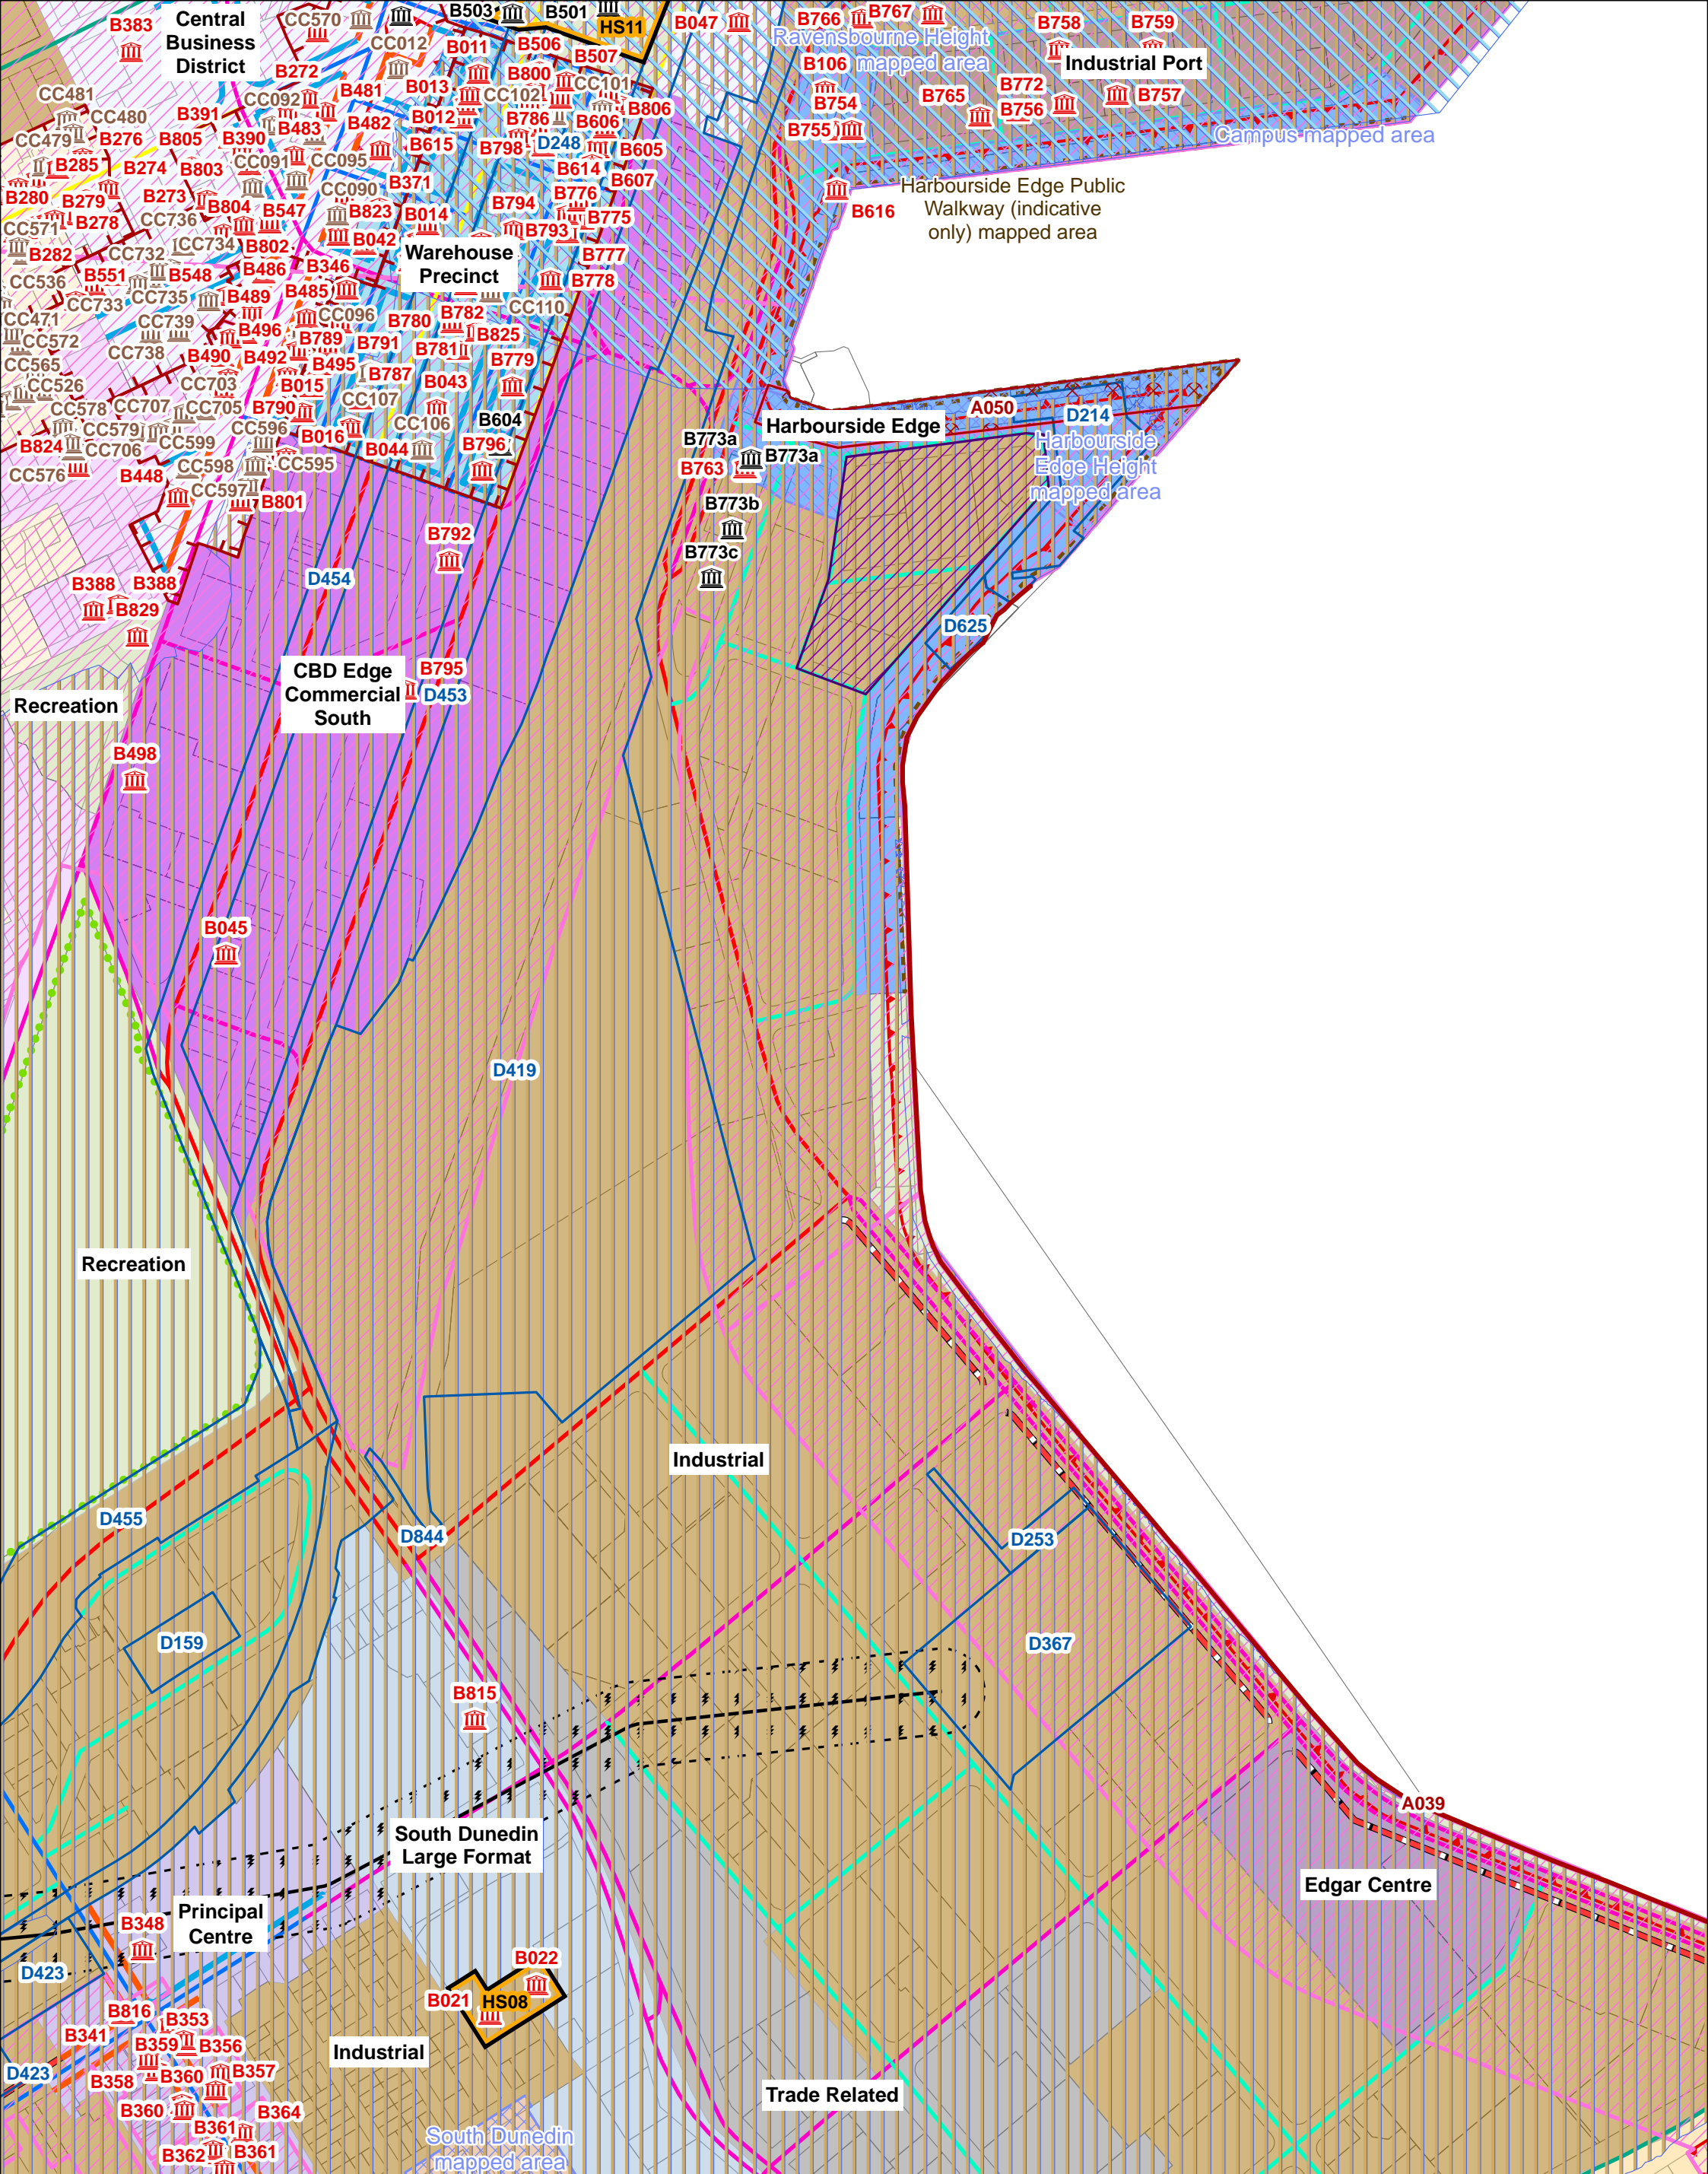 B383
Central
Business
District
CC570
B503
B501
HS11
B047
B766
B767
B758
B759
CC012
B011
B506
B507
Ravensbourne Height
mapped area
Industrial Port
B272
B481
B013
B800
CC101
B106
B772
CC481
CC092
CC102
B806
B754
B765
B756
B757
CC480
B391
B483
B482
B012
B786
B606
B755
Campus mapped area
CC479
B276
B805
B390
B615
B798
D248
B605
B285
B274
B803
CC091
CC095
B614
B607
B280
B279
B273
CC090
B371
B776
Harbourside Edge Public
Walkway (indicative
only) mapped area
B278
CC736
B804
B547
B823
B014
B794
B775
B616
CC571
B282
CC732
CC734
B802
B042
B793
B777
Warehouse
Precinct
CC536
B551
B548
B486
B346
B778
CC733
CC735
B489
B485
CC096
CC110
CC471
CC572
CC739
B496
B789
B780
B782
B825
B791
B781
CC565
CC738
B490
B492
B495
B779
CC526
CC703
B015
B787
B043
CC578
CC707
CC705
B790
CC107
B604
A050
D214
CC579
CC596
CC106
Harbourside Edge
B824
CC706
CC599
B016
B044
B796
B773a
B773a
Harbourside
Edge Height
mapped area
CC576
B448
CC598
CC595
B763
CC597
B801
B773b
B792
B773c
B388
B388
D454
B829
D625
CBD Edge
Commercial
South
B795
D453
Recreation
B498
B045
D419
Recreation
Industrial
D455
D844
D253
D159
D367
B815
A039
South Dunedin
Large Format
Edgar Centre
Principal
Centre
B348
D423
B022
B021
HS08
B816
B353
B341
B359
B356
Industrial
D423
B358
B360
B357
Trade Related
B360
B364
B361
South Dunedin
mapped area
B362
B361